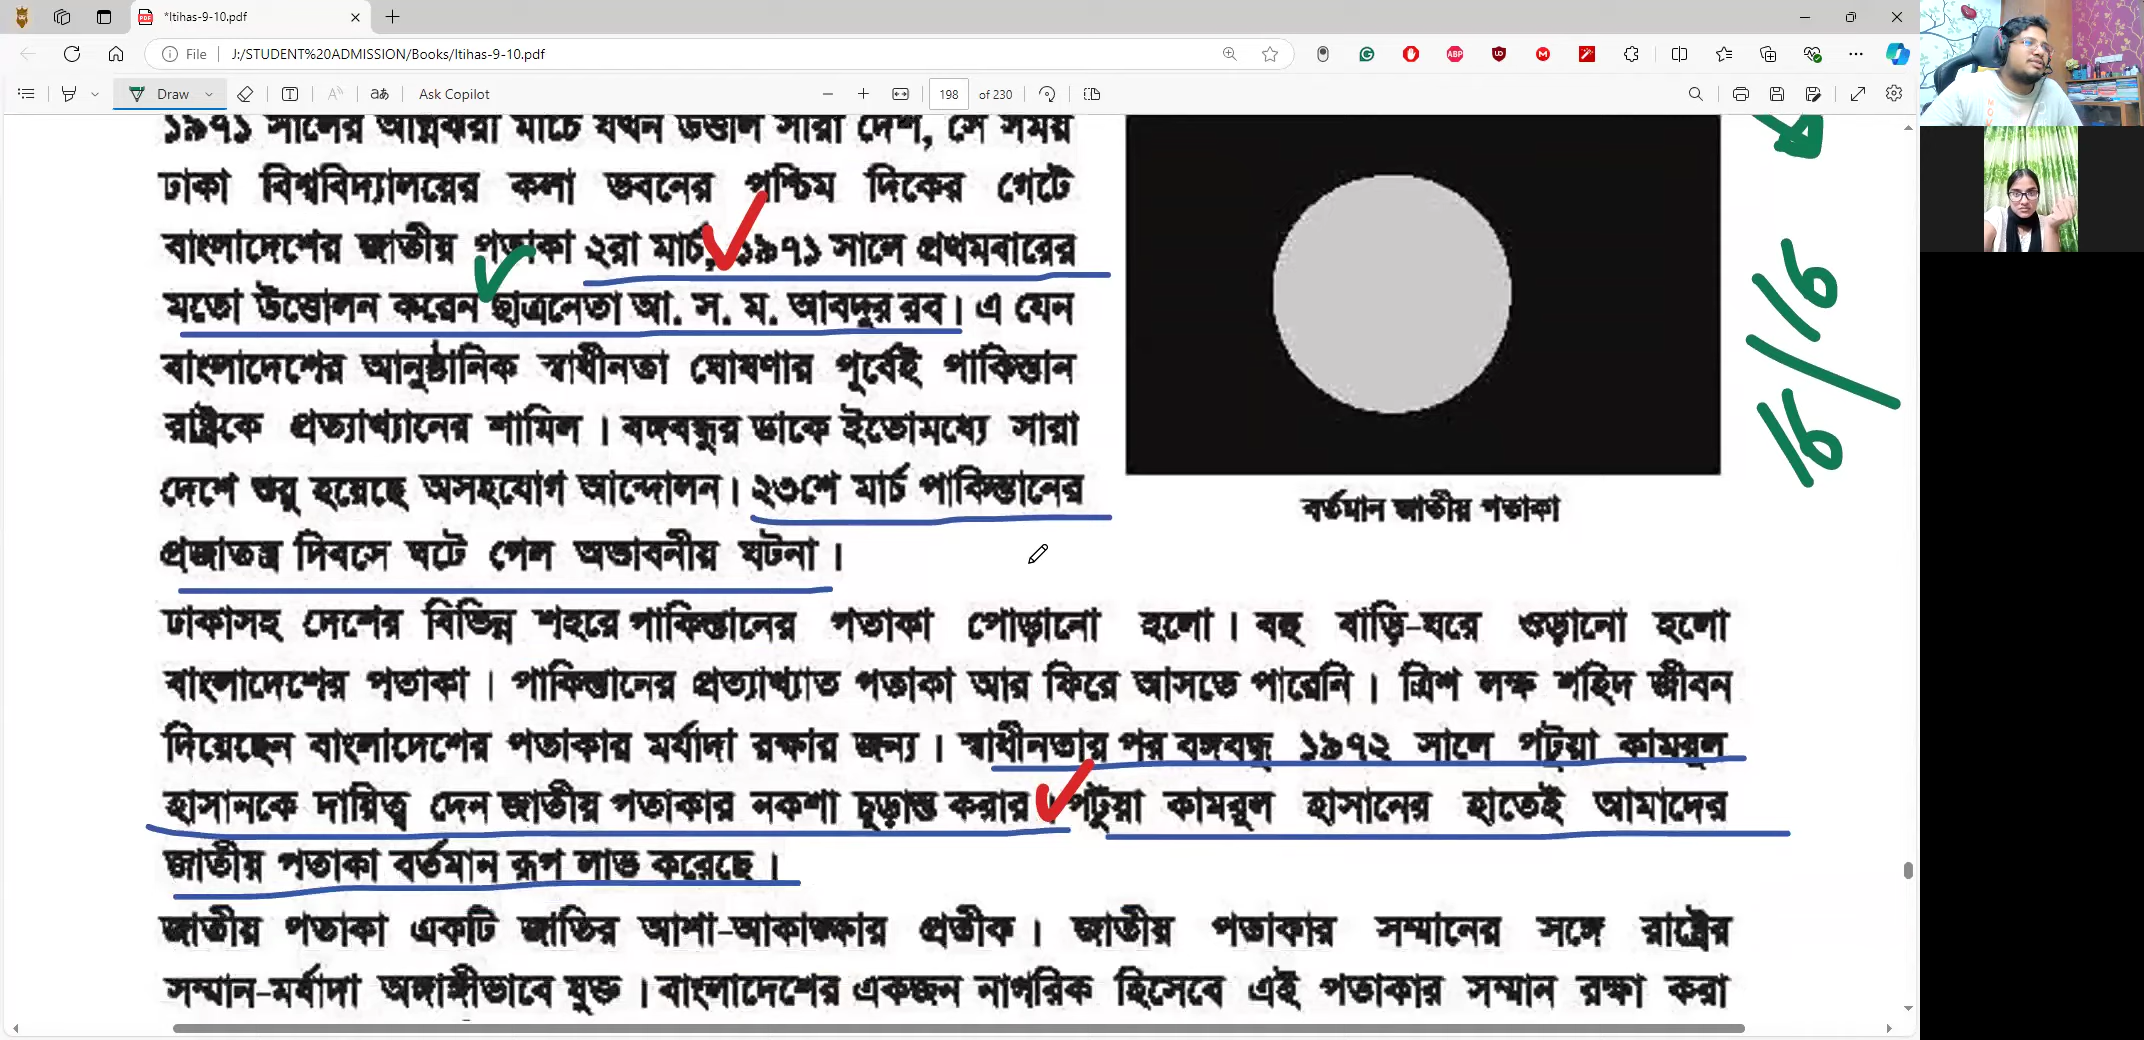 *Itihas-9-10.pdf
File J:/STUDENT%20ADMISSION/Books/Itihas-9-10.pdf
Draw Ask Copilot 198 of 230
১৯৭১ সালের অগ্নিঝরা মার্চে যখন উত্তাল সারা দেশ, সে সময়
ঢাকা বিশ্ববিদ্যালয়ের কলা ভবনের পশ্চিম দিকের গেটে
বাংলাদেশের জাতীয় পতাকা ২রা মার্চ, ১৯৭১ সালে প্রথমবারের
মতো উত্তোলন করেন ছাত্রনেতা আ. স. ম. আবদুর রব। এ যেন
বাংলাদেশের আনুষ্ঠানিক স্বাধীনতা ঘোষণার পূর্বেই পাকিস্তান
রাষ্ট্রকে প্রত্যাখ্যানের শামিল। বঙ্গবন্ধুর ডাকে ইতোমধ্যে সারা
দেশে শুরু হয়েছে অসহযোগ আন্দোলন। ২৩শে মার্চ পাকিস্তানের
প্রজাতন্ত্র দিবসে ঘটে গেল অভাবনীয় ঘটনা।
বর্তমান জাতীয় পতাকা
ঢাকাসহ দেশের বিভিন্ন শহরে পাকিস্তানের পতাকা পোড়ানো হলো। বহু বাড়ি-ঘরে ওড়ানো হলো
বাংলাদেশের পতাকা। পাকিস্তানের প্রত্যাখ্যাত পতাকা আর ফিরে আসতে পারেনি। ত্রিশ লক্ষ শহিদ জীবন
দিয়েছেন বাংলাদেশের পতাকার মর্যাদা রক্ষার জন্য। স্বাধীনতার পর বঙ্গবন্ধু ১৯৭২ সালে পটুয়া কামরুল
হাসানকে দায়িত্ব দেন জাতীয় পতাকার নকশা চূড়ান্ত করার। পটুয়া কামরুল হাসানের হাতেই আমাদের
জাতীয় পতাকা বর্তমান রূপ লাভ করেছে।
জাতীয় পতাকা একটি জাতির আশা-আকাঙ্ক্ষার প্রতীক। জাতীয় পতাকার সম্মানের সঙ্গে রাষ্ট্রের
সম্মান-মর্যাদা অঙ্গাঙ্গীভাবে যুক্ত। বাংলাদেশের একজন নাগরিক হিসেবে এই পতাকার সম্মান রক্ষা করা